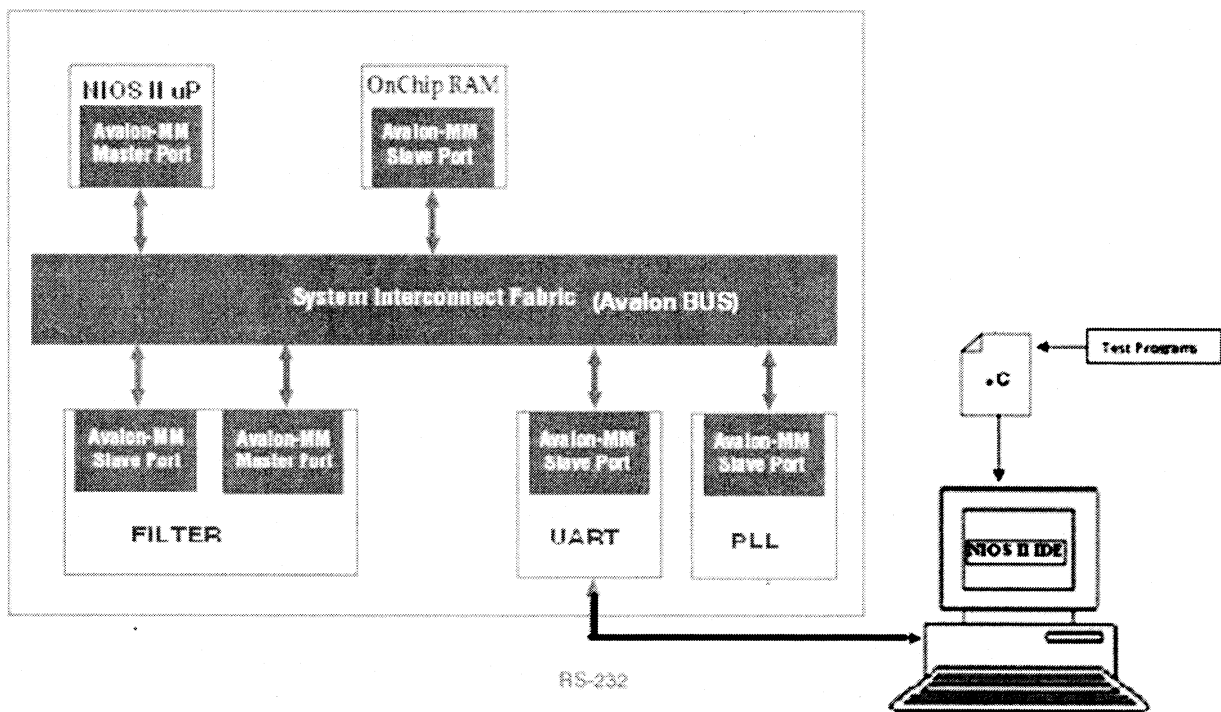 NIOS II uP
Avalon-MM
Master Port
OnChip RAM
Avalon-MM
Slave Port
System Interconnect Fabric (Avalon BUS)
Avalon-MM
Slave Port
Avalon-MM
Master Port
FILTER
Avalon-MM
Slave Port
UART
Avalon-MM
Slave Port
PLL
Test Programs
.C
NIOS II IDE
RS-232